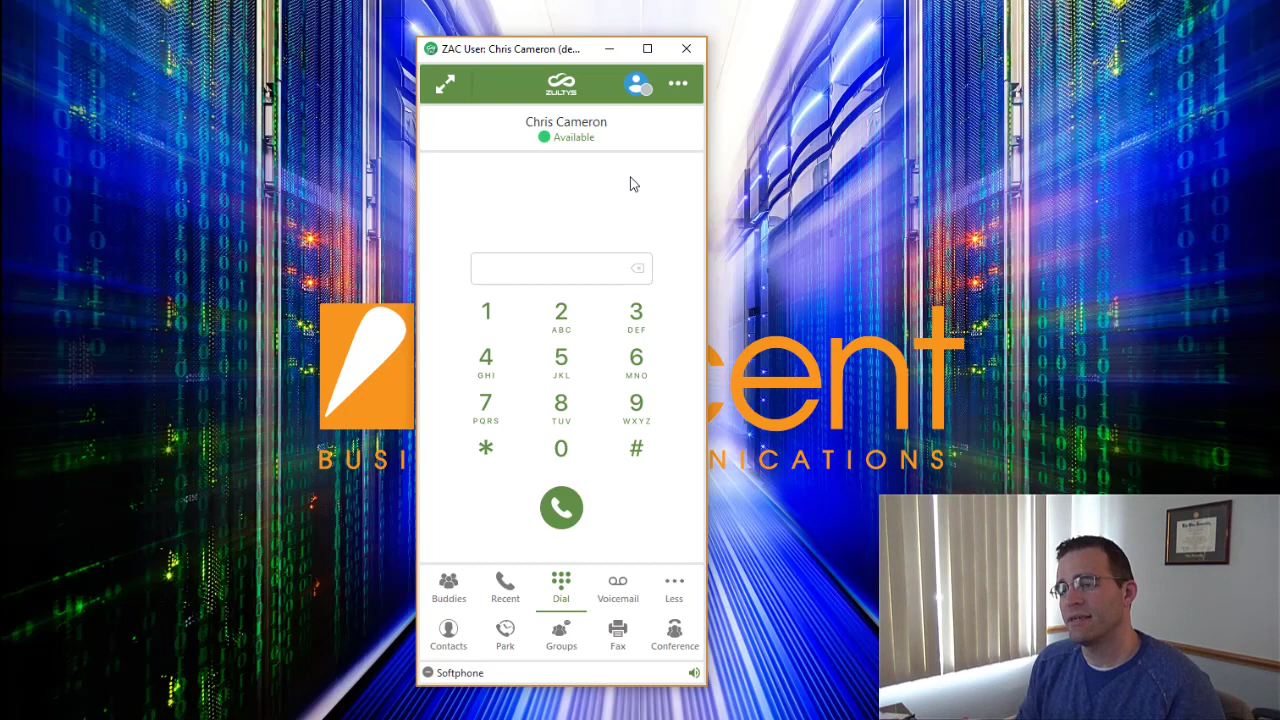 ZAC User: Chris Cameron (de...
ZULTYS
Chris Cameron
Available
1
2
3
ABC
DEF
4
5
6
GHI
JKL
MNO
7
8
9
PQRS
TUV
WXYZ
*
0
#
cent
BUSI
NICATIONS
Buddies
Recent
Dial
Voicemail
Less
Contacts
Park
Groups
Fax
Conference
Softphone